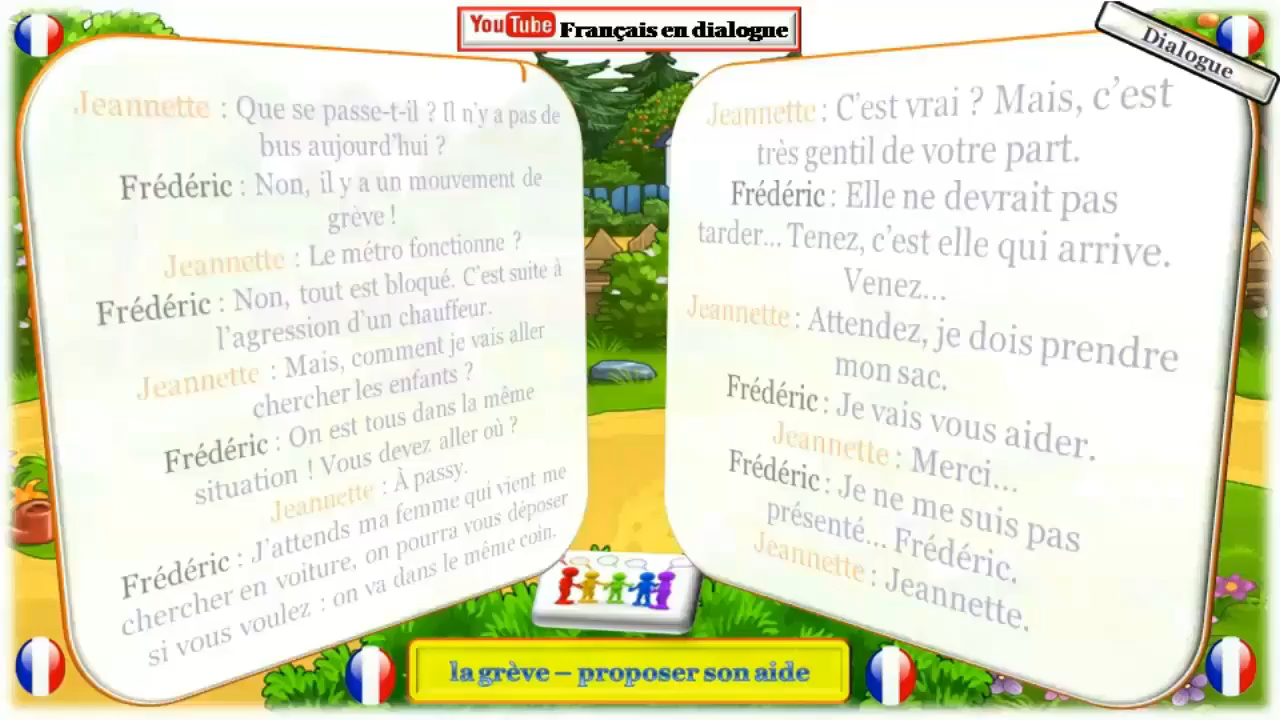 YouTube Français en dialogue
Dialogue
Jeannette : Que se passe-t-il ? Il n'y a pas de
bus aujourd'hui ?
Frédéric : Non, il y a un mouvement de
grève !
Jeannette : Le métro fonctionne ?
Frédéric : Non, tout est bloqué. C'est suite à
l'agression d'un chauffeur.
Jeannette : Mais, comment je vais aller
chercher les enfants ?
Frédéric : On est tous dans la même
situation ! Vous devez aller où ?
Jeannette : À passy.
Frédéric : J'attends ma femme qui vient me
chercher en voiture, on pourra vous déposer
si vous voulez : on va dans le même coin.
Jeannette : C'est vrai ? Mais, c'est
très gentil de votre part.
Frédéric : Elle ne devrait pas
tarder... Tenez, c'est elle qui arrive.
Venez...
Jeannette : Attendez, je dois prendre
mon sac.
Frédéric : Je vais vous aider.
Jeannette : Merci...
Frédéric : Je ne me suis pas
présenté... Frédéric.
Jeannette : Jeannette.
la grève – proposer son aide